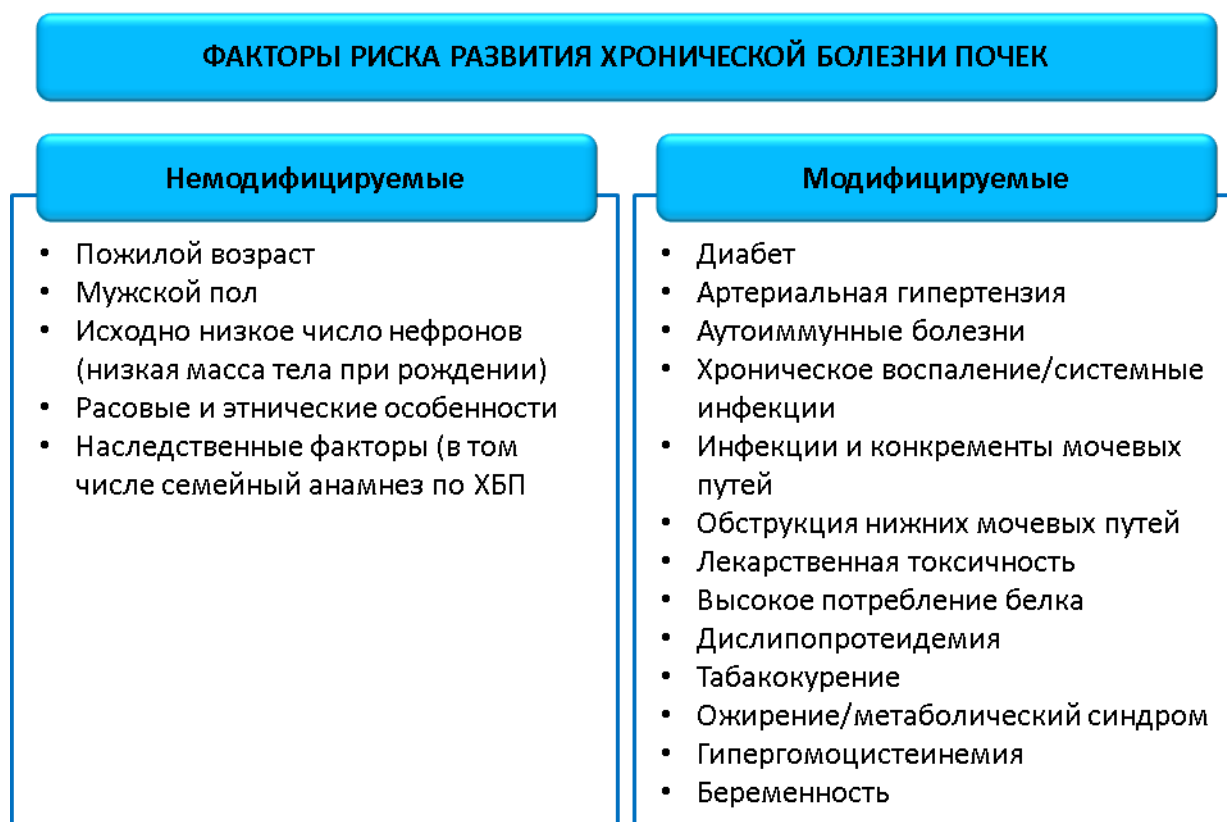 ФАКТОРЫ РИСКА РАЗВИТИЯ ХРОНИЧЕСКОЙ БОЛЕЗНИ ПОЧЕК
Немодифицируемые
• Пожилой возраст
• Мужской пол
• Исходно низкое число нефронов
(низкая масса тела при рождении)
• Расовые и этнические особенности
• Наследственные факторы (в том
числе семейный анамнез по ХБП
Модифицируемые
• Диабет
• Артериальная гипертензия
• Аутоиммунные болезни
• Хроническое воспаление/системные
инфекции
• Инфекции и конкременты мочевых
путей
• Обструкция нижних мочевых путей
• Лекарственная токсичность
• Высокое потребление белка
• Дислипопротеидемия
• Табакокурение
• Ожирение/метаболический синдром
• Гипергомоцистеинемия
• Беременность